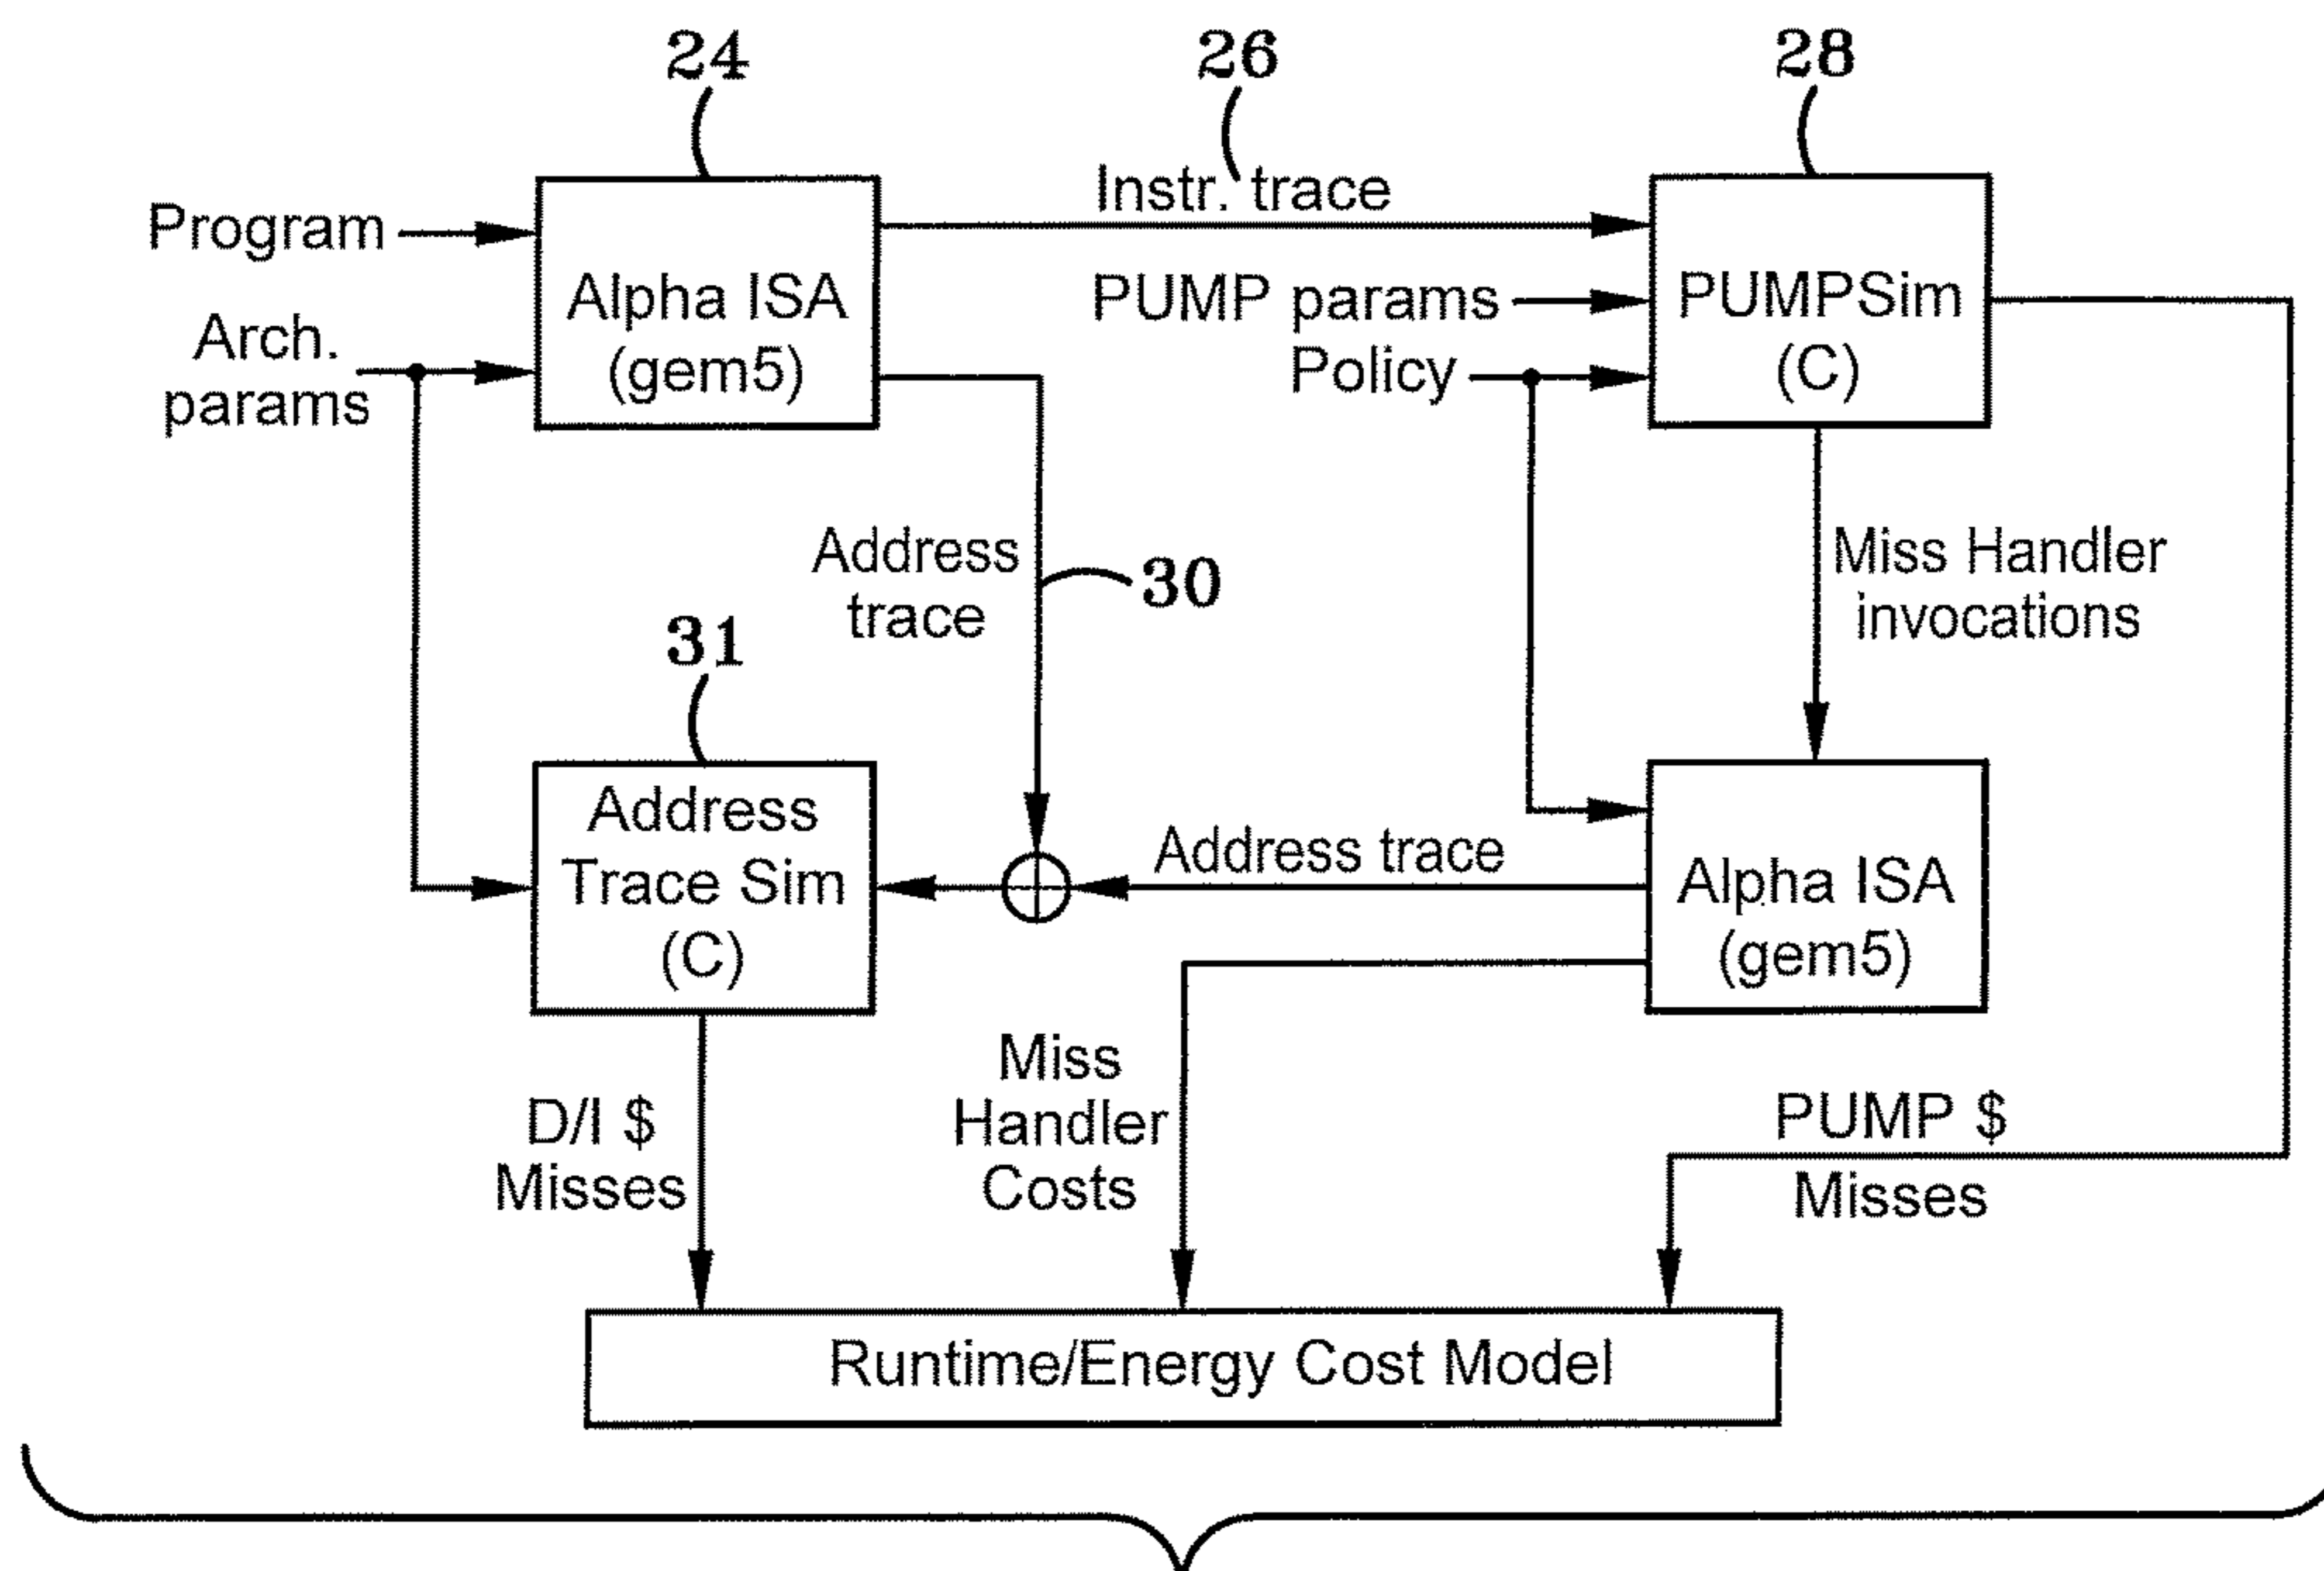 24
26
28
Program
Arch.
params
Alpha ISA
(gem5)
Instr. trace
PUMP params
Policy
PUMPSim
(C)
Address
trace
30
Miss Handler
invocations
31
Address
Trace Sim
(C)
Address trace
Alpha ISA
(gem5)
D/I $
Misses
Miss
Handler
Costs
PUMP $
Misses
Runtime/Energy Cost Model